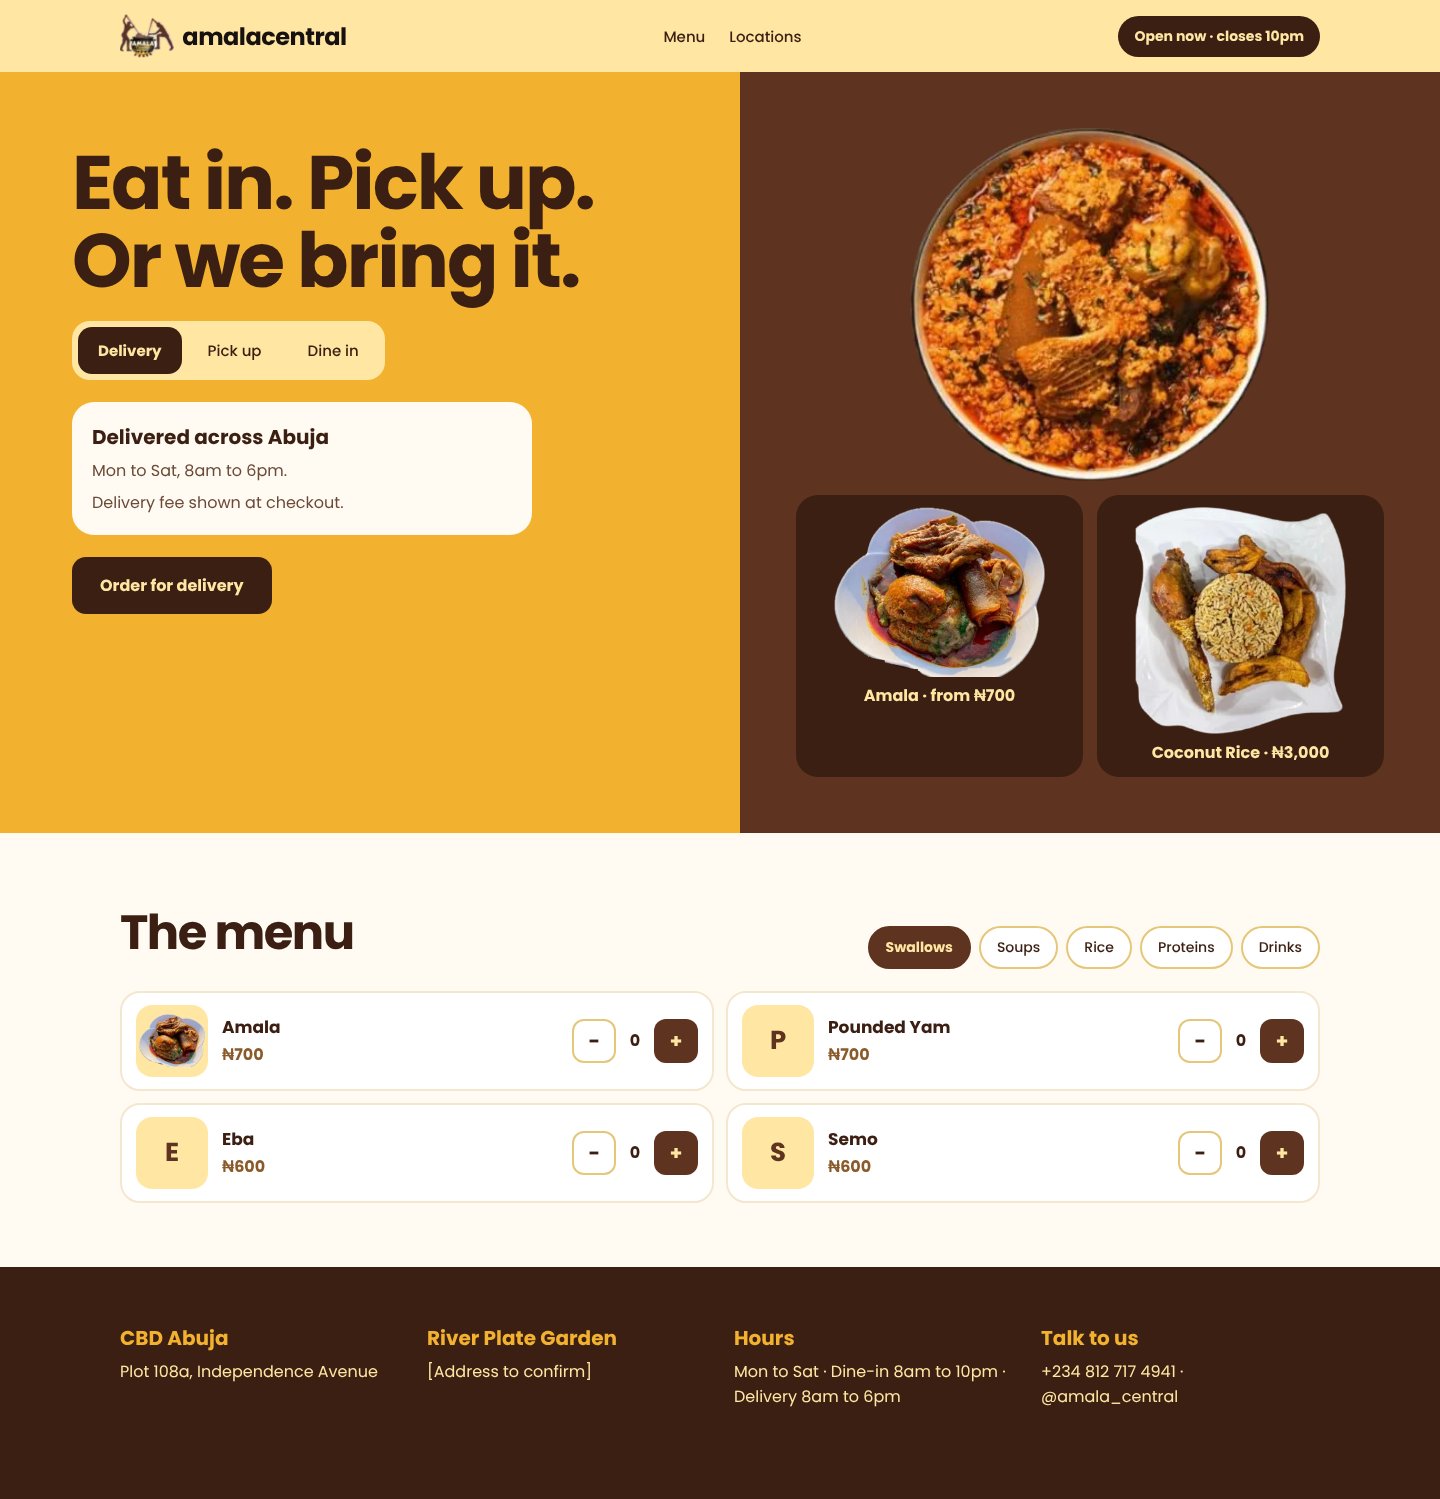 AMALA
amalacentral
Menu
Locations
Open now · closes 10pm
Eat in. Pick up.
Or we bring it.
Delivery
Pick up
Dine in
Delivered across Abuja
Mon to Sat, 8am to 6pm.
Delivery fee shown at checkout.
Order for delivery
Amala · from ₦700
Coconut Rice · ₦3,000
The menu
Swallows
Soups
Rice
Proteins
Drinks
Amala
₦700
-
0
+
P
Pounded Yam
₦700
-
0
+
E
Eba
₦600
-
0
+
S
Semo
₦600
-
0
+
CBD Abuja
Plot 108a, Independence Avenue
River Plate Garden
[Address to confirm]
Hours
Mon to Sat · Dine-in 8am to 10pm ·
Delivery 8am to 6pm
Talk to us
+234 812 717 4941 ·
@amala_central